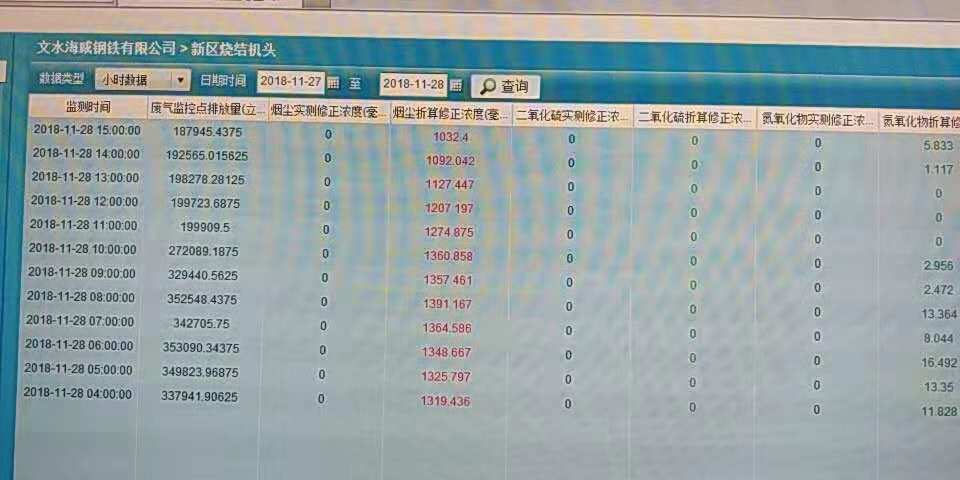 文水海威钢铁有限公司 > 新区烧结机头
数据类型 小时数据 日期时间 2018-11-27 至 2018-11-28 查询
监测时间 废气监控点排放量(立... 烟尘实测修正浓度(毫... 烟尘折算修正浓度(毫... 二氧化硫实测修正浓... 二氧化硫折算修正浓... 氮氧化物实测修正浓... 氮氧化物折算修
2018-11-28 15:00:00 187945.4375 0 1032.4 0 0 0 5.833
2018-11-28 14:00:00 192565.015625 0 1092.042 0 0 0 1.117
2018-11-28 13:00:00 198278.28125 0 1127.447 0 0 0 0
2018-11-28 12:00:00 199723.6875 0 1207.197 0 0 0 0
2018-11-28 11:00:00 199909.5 0 1274.875 0 0 0 0
2018-11-28 10:00:00 272089.1875 0 1360.858 0 0 0 2.956
2018-11-28 09:00:00 329440.5625 0 1357.461 0 0 0 2.472
2018-11-28 08:00:00 352548.4375 0 1391.167 0 0 0 13.364
2018-11-28 07:00:00 342705.75 0 1364.586 0 0 0 8.044
2018-11-28 06:00:00 353090.34375 0 1348.667 0 0 0 16.492
2018-11-28 05:00:00 349823.96875 0 1325.797 0 0 0 13.35
2018-11-28 04:00:00 337941.90625 0 1319.436 0 0 0 11.828